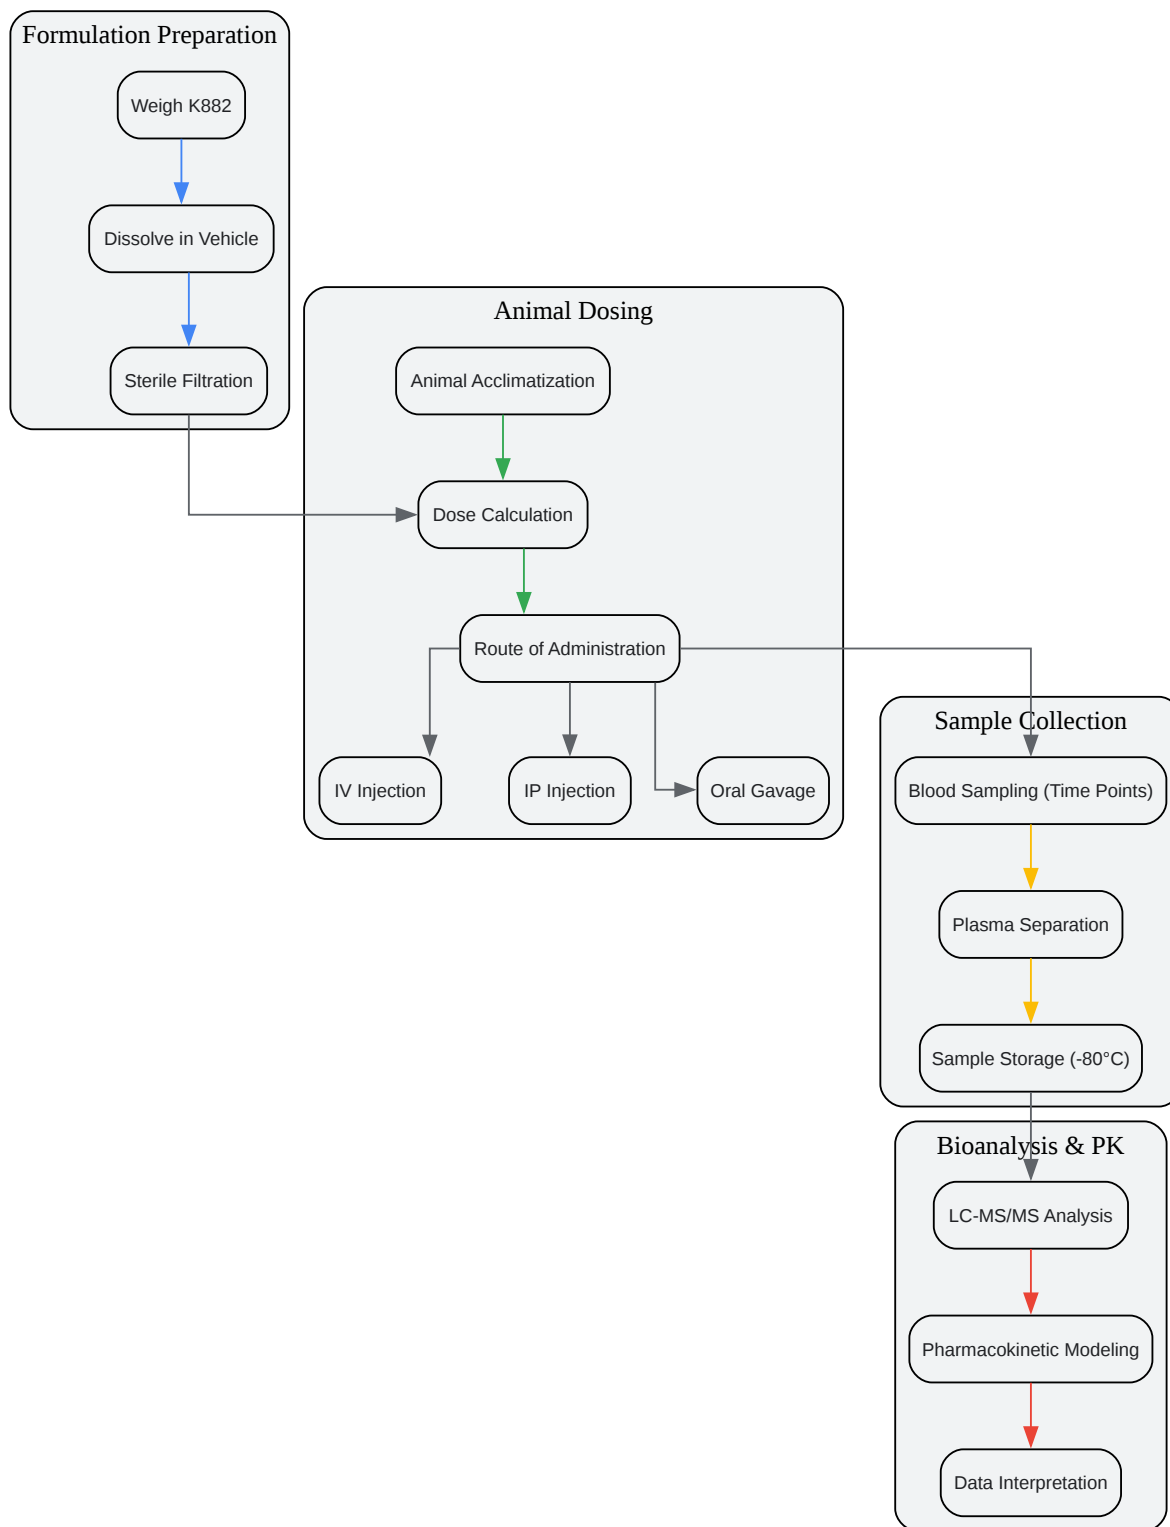 Formulation Preparation
Weigh K882
Dissolve in Vehicle
Sterile Filtration
Animal Dosing
Animal Acclimatization
Dose Calculation
Route of Administration
IV Injection
IP Injection
Oral Gavage
Sample Collection
Blood Sampling (Time Points)
Plasma Separation
Sample Storage (-80°C)
Bioanalysis & PK
LC-MS/MS Analysis
Pharmacokinetic Modeling
Data Interpretation